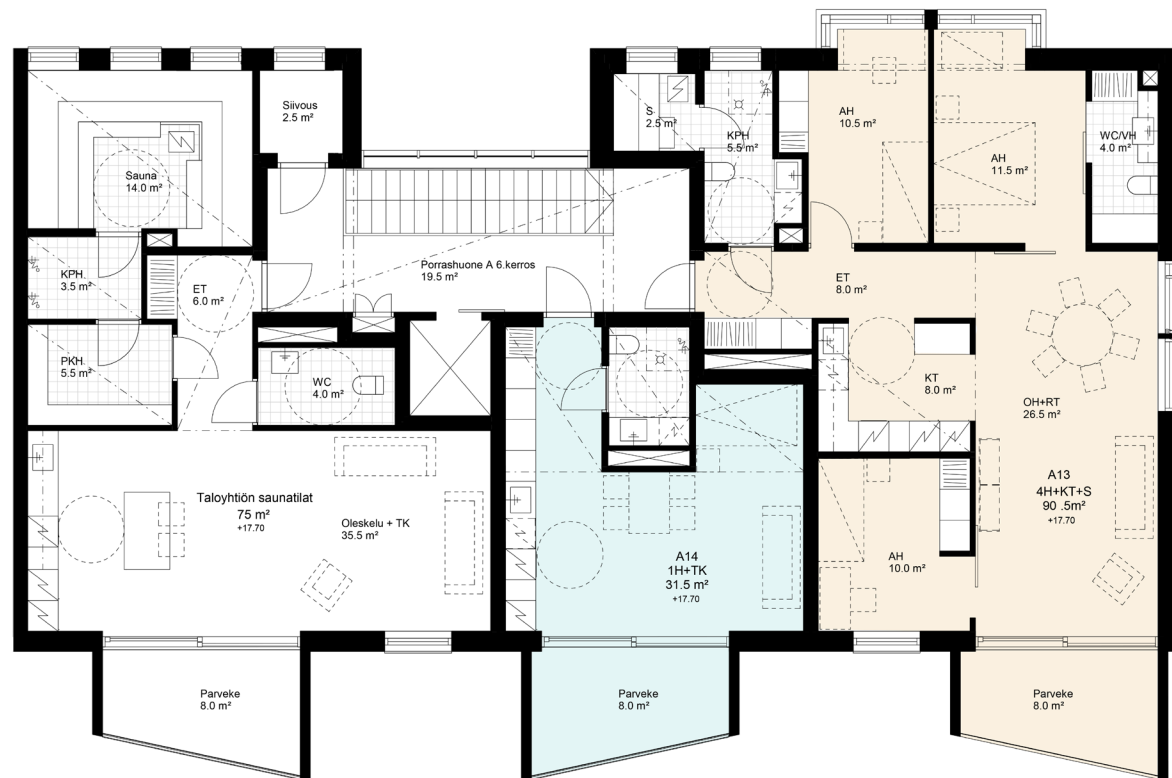 Siivous
2.5 m²
S
2.5 m²
KPH
5.5 m²
AH
10.5 m²
AH
11.5 m²
WC/VH
4.0 m²
Sauna
14.0 m²
KPH.
3.5 m²
ET
6.0 m²
Porrashuone A 6.kerros
19.5 m²
ET
8.0 m²
PKH.
5.5 m²
WC
4.0 m²
KT
8.0 m²
OH+RT
26.5 m²
Taloyhtiön saunatilat
75 m²
+17.70
Oleskelu + TK
35.5 m²
A14
1H+TK
31.5 m²
+17.70
AH
10.0 m²
A13
4H+KT+S
90 .5m²
+17.70
Parveke
8.0 m²
Parveke
8.0 m²
Parveke
8.0 m²